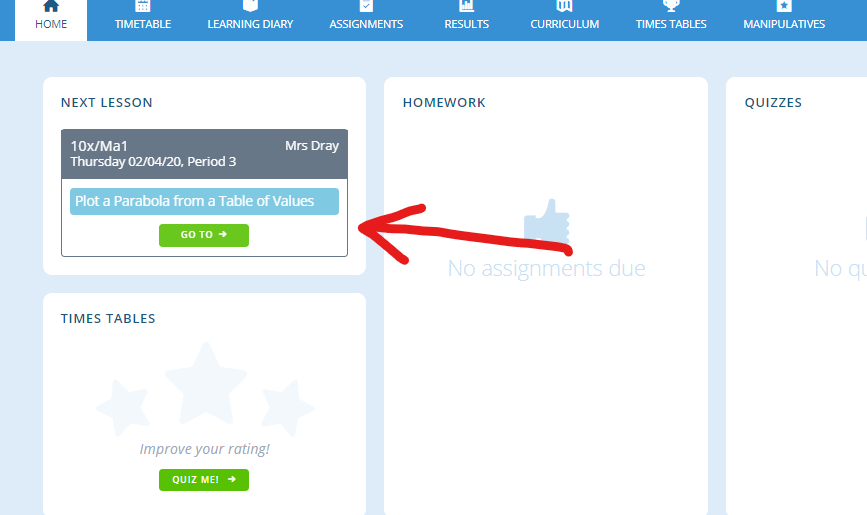 HOME
TIMETABLE
LEARNING DIARY
ASSIGNMENTS
RESULTS
CURRICULUM
TIMES TABLES
MANIPULATIVES
NEXT LESSON
10x/Ma1
Mrs Dray
Thursday 02/04/20, Period 3
Plot a Parabola from a Table of Values
GO TO
TIMES TABLES
Improve your rating!
QUIZ ME!
HOMEWORK
No assignments due
QUIZZES
No